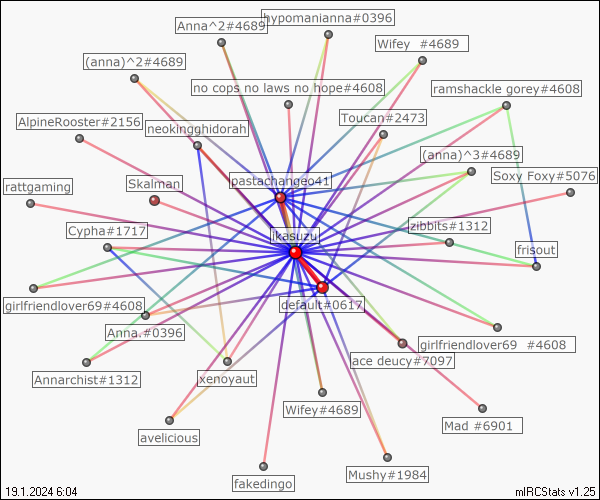 hypomanianna#0396
Anna^2#4689
Wifey  #4689
(anna)^2#4689
no cops no laws no hope#4608
ramshackle gorey#4608
AlpineRooster#2156
neokingghidorah
Toucan#2473
(anna)^3#4689
Soxy Foxy#5076
rattgaming
Skalman
pastachangeo41
zibbits#1312
Cypha#1717
ikasuzu
frisout
girlfriendlover69#4608
default#0617
Anna.#0396
girlfriendlover69  #4608
ace deucy#7097
Annarchist#1312
xenoyaut
Wifey#4689
Mad #6901
avelicious
fakedingo
Mushy#1984
19.1.2024 6:04
mIRCStats v1.25